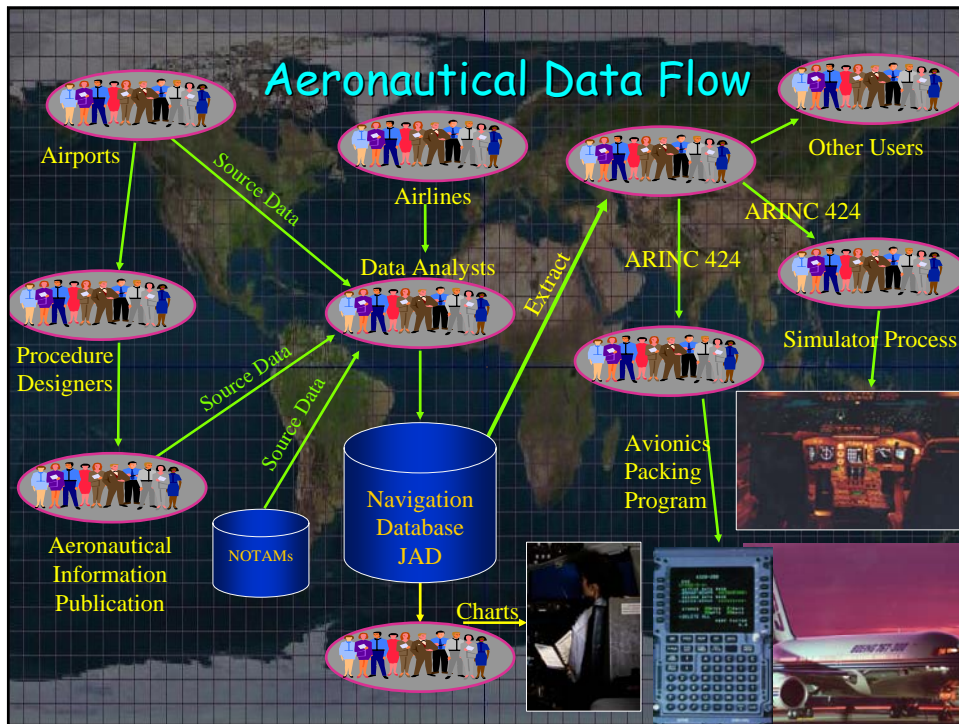 Aeronautical Data Flow
Airports
Source Data
Airlines
Other Users
ARINC 424
ARINC 424
Data Analysts
Extract
Procedure
Designers
Source Data
Source Data
Simulator Process
Avionics
Packing
Program
Navigation
Database
JAD
NOTAMs
Aeronautical
Information
Publication
Charts